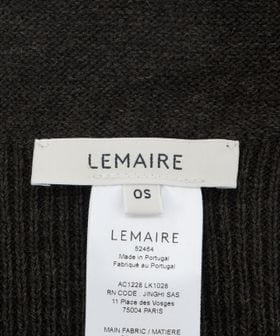 LEMAIRE
OS
LEMAIRE
52464
Made in Portugal
Fabriqué au Portugal
AC1228 LK1028
RN CODE : JINGHI SAS
11 Place des Vosges
75004 PARIS
MAIN FABRIC / MATIERE